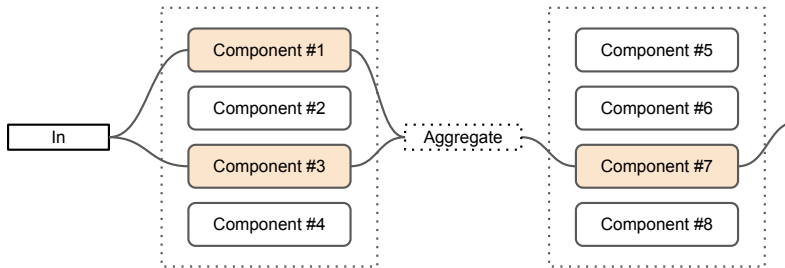 In
Component #1
Component #2
Component #3
Component #4
Aggregate
Component #5
Component #6
Component #7
Component #8